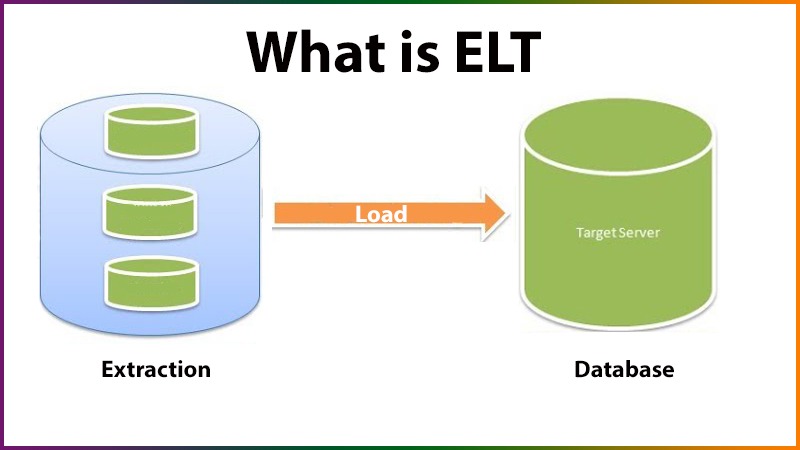 What is ELT
Load
Target Server
Extraction
Database